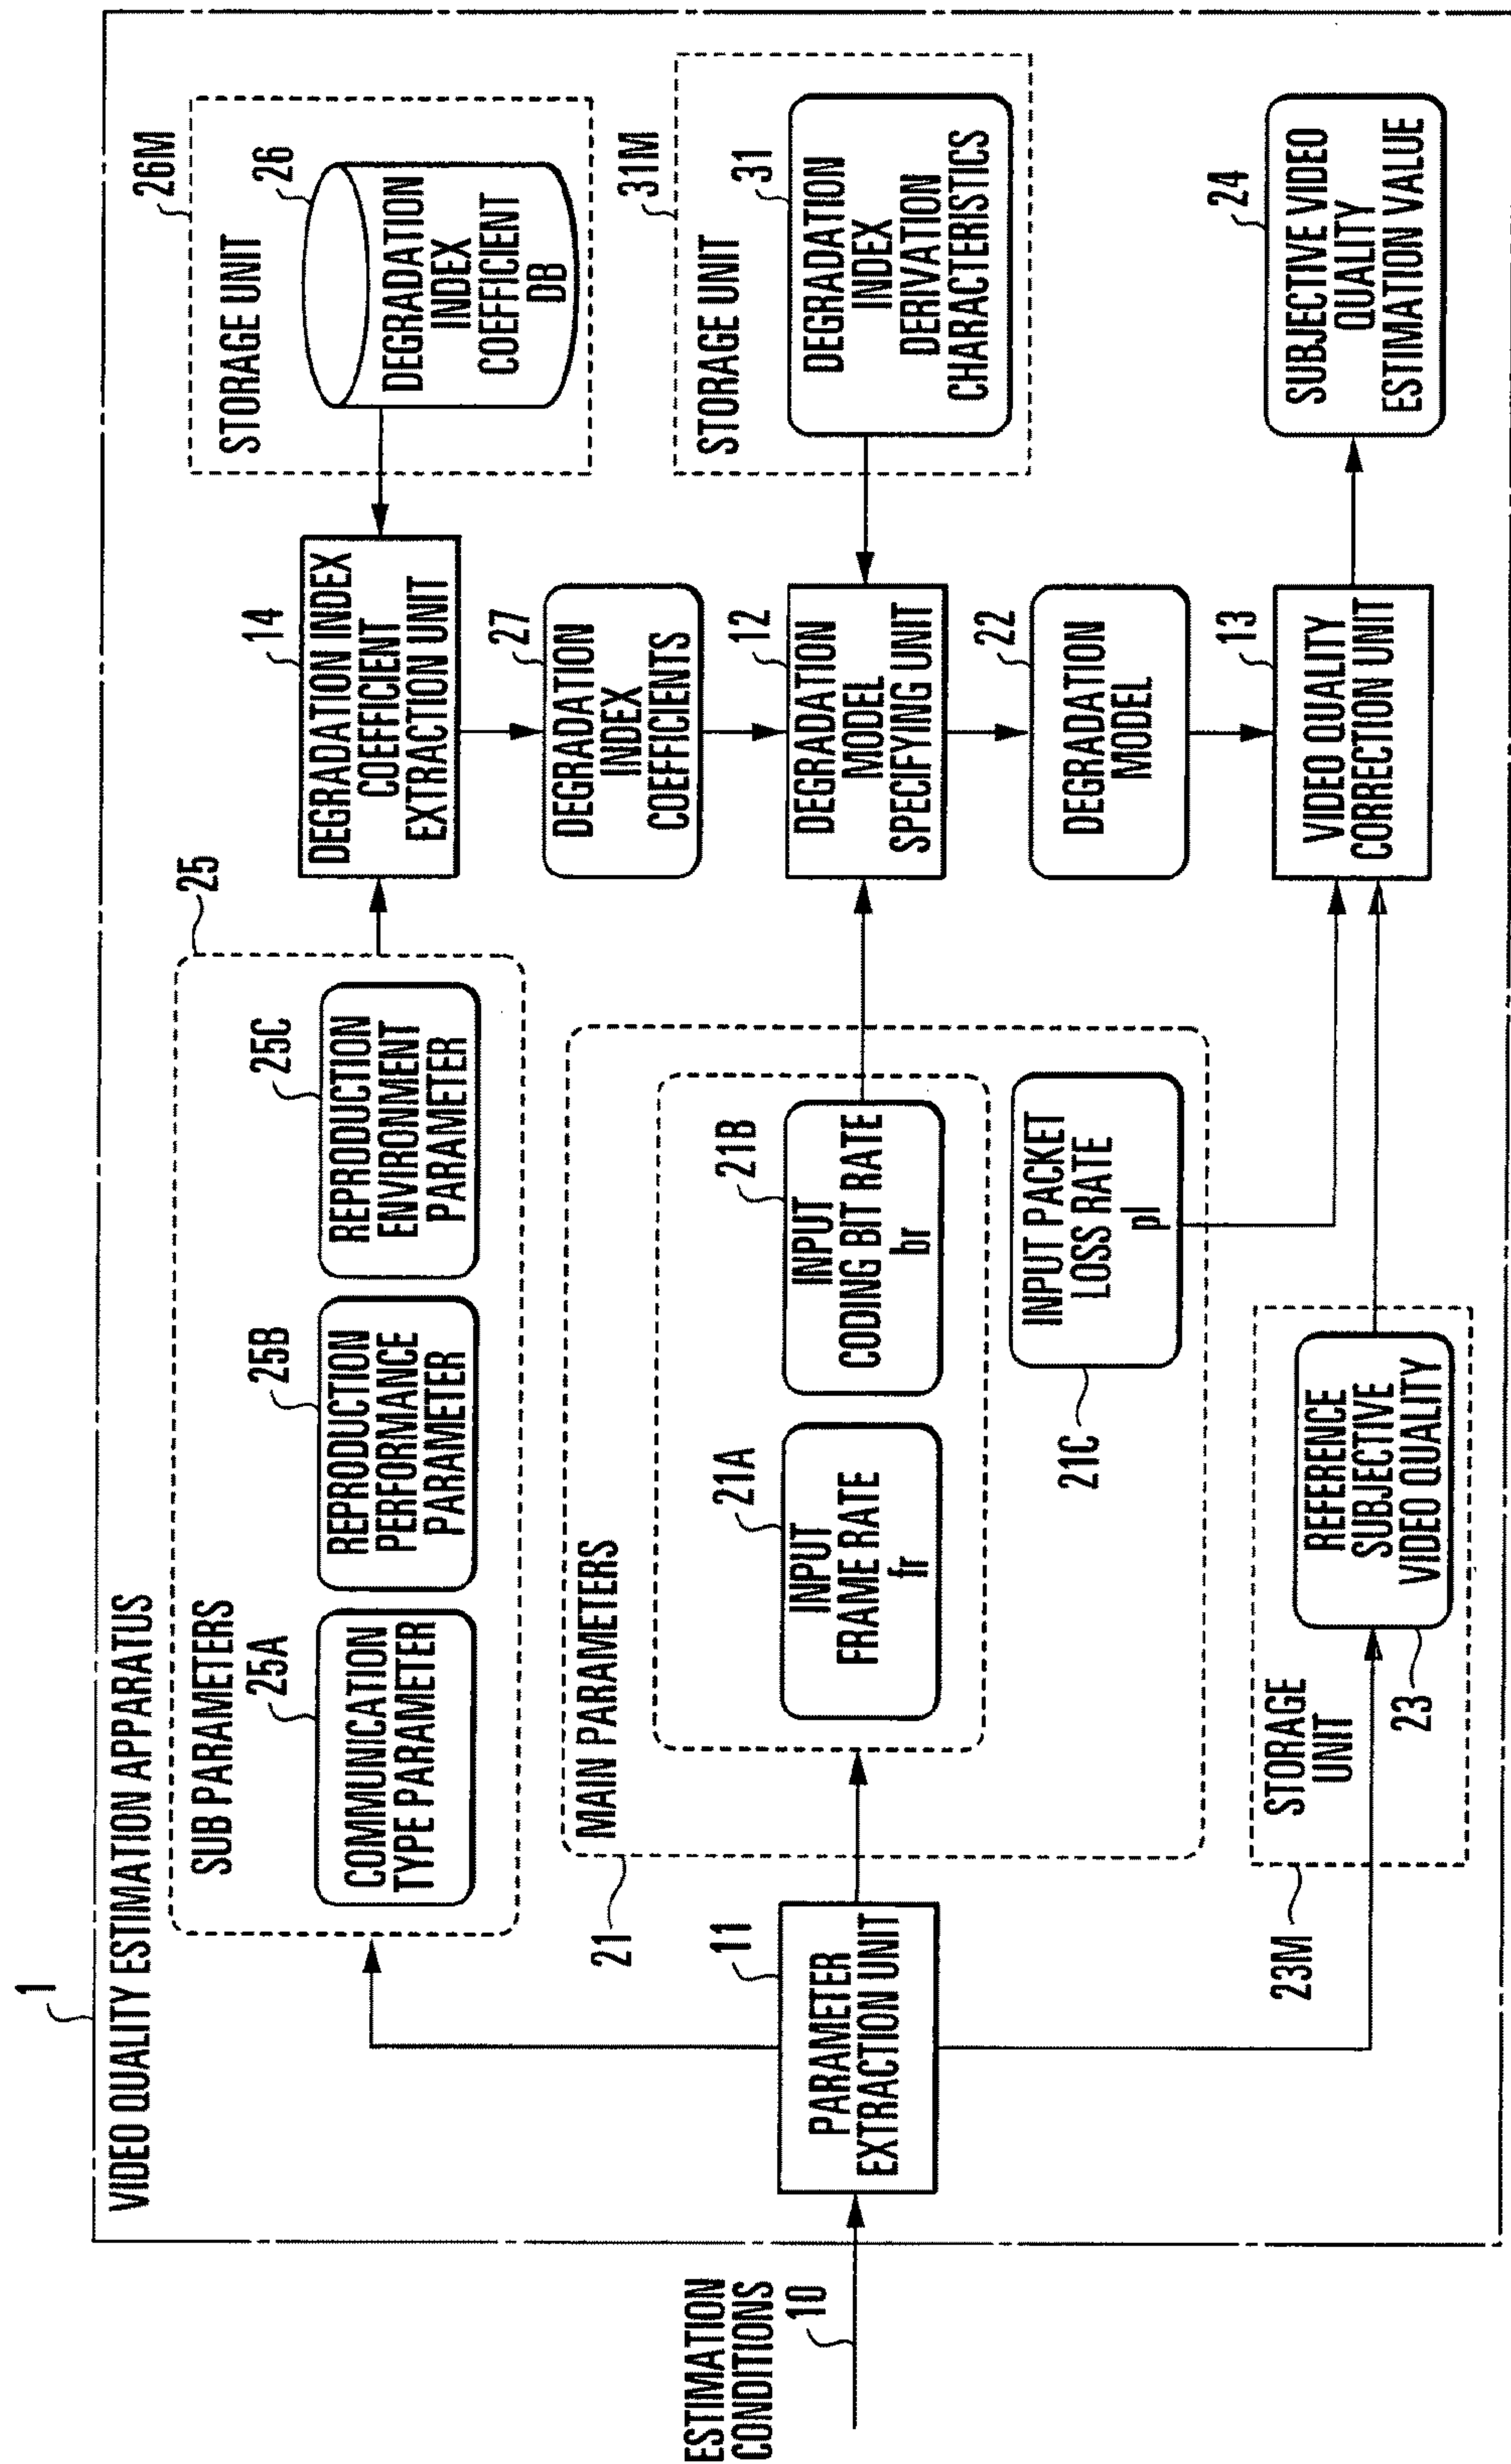 1
VIDEO QUALITY ESTIMATION APPARATUS
ESTIMATION
CONDITIONS
10
11
PARAMETER
EXTRACTION UNIT
SUB PARAMETERS
25
25A
COMMUNICATION
TYPE PARAMETER
25B
REPRODUCTION
PERFORMANCE
PARAMETER
25C
REPRODUCTION
ENVIRONMENT
PARAMETER
21
MAIN PARAMETERS
21A
INPUT
FRAME RATE
fr
21B
INPUT
CODING BIT RATE
br
21C
INPUT PACKET
LOSS RATE
pl
23M
STORAGE
UNIT
23
REFERENCE
SUBJECTIVE
VIDEO QUALITY
14
DEGRADATION INDEX
COEFFICIENT
EXTRACTION UNIT
27
DEGRADATION
INDEX
COEFFICIENTS
12
DEGRADATION
MODEL
SPECIFYING UNIT
22
DEGRADATION
MODEL
13
VIDEO QUALITY
CORRECTION UNIT
26M
STORAGE UNIT
26
DEGRADATION
INDEX
COEFFICIENT
DB
31M
STORAGE UNIT
31
DEGRADATION
INDEX
DERIVATION
CHARACTERISTICS
24
SUBJECTIVE VIDEO
QUALITY
ESTIMATION VALUE